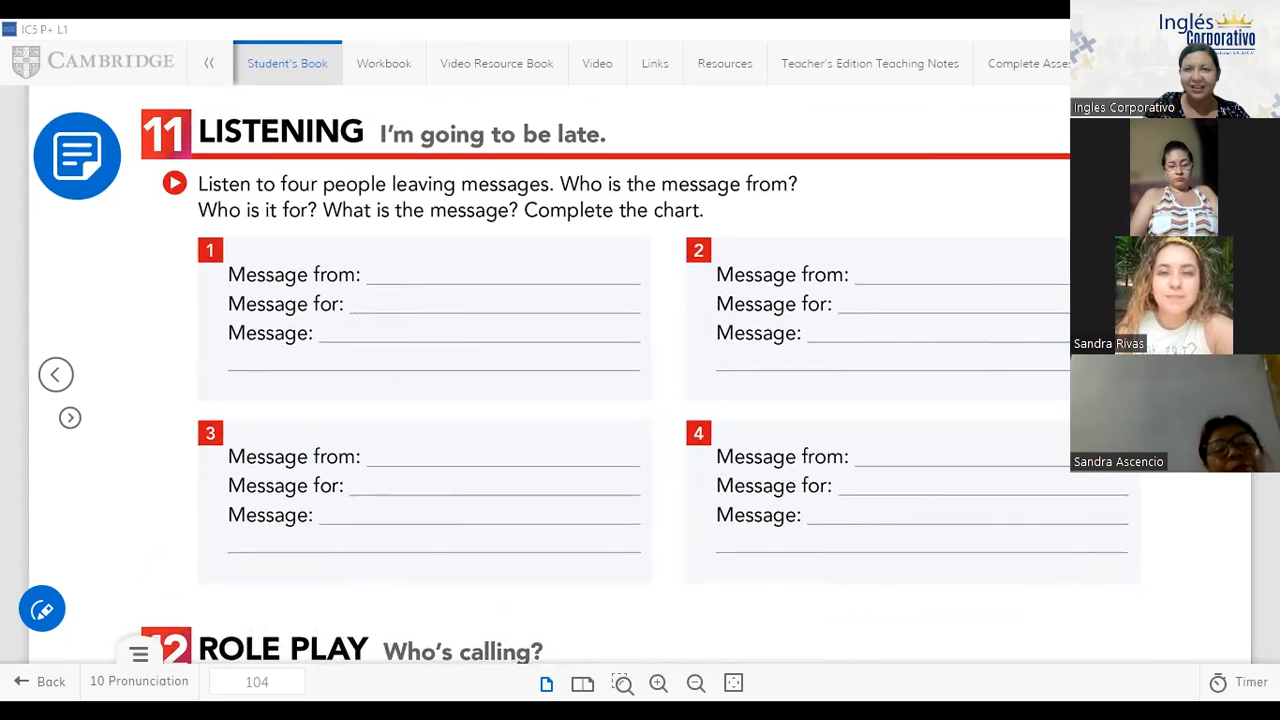 IC5 P+ L1
CAMBRIDGE
Student's Book
Workbook
Video Resource
Video
Links
Resources
Teacher's Edition Teaching Notes
Complete Asse
Inglés
Corporativo
Ingles Corporativo
Sandra Rivas
Sandra Ascencio
11 LISTENING I'm going to be late.
Listen to four people leaving messages. Who is the message from?
Who is it for? What is the message? Complete the chart.
1
Message from:
Message for:
Message:
2
Message from:
Message for:
Message:
3
Message from:
Message for:
Message:
4
Message from:
Message for:
Message:
12 ROLE PLAY Who's calling?
Back
10 Pronunciation
104
Timer